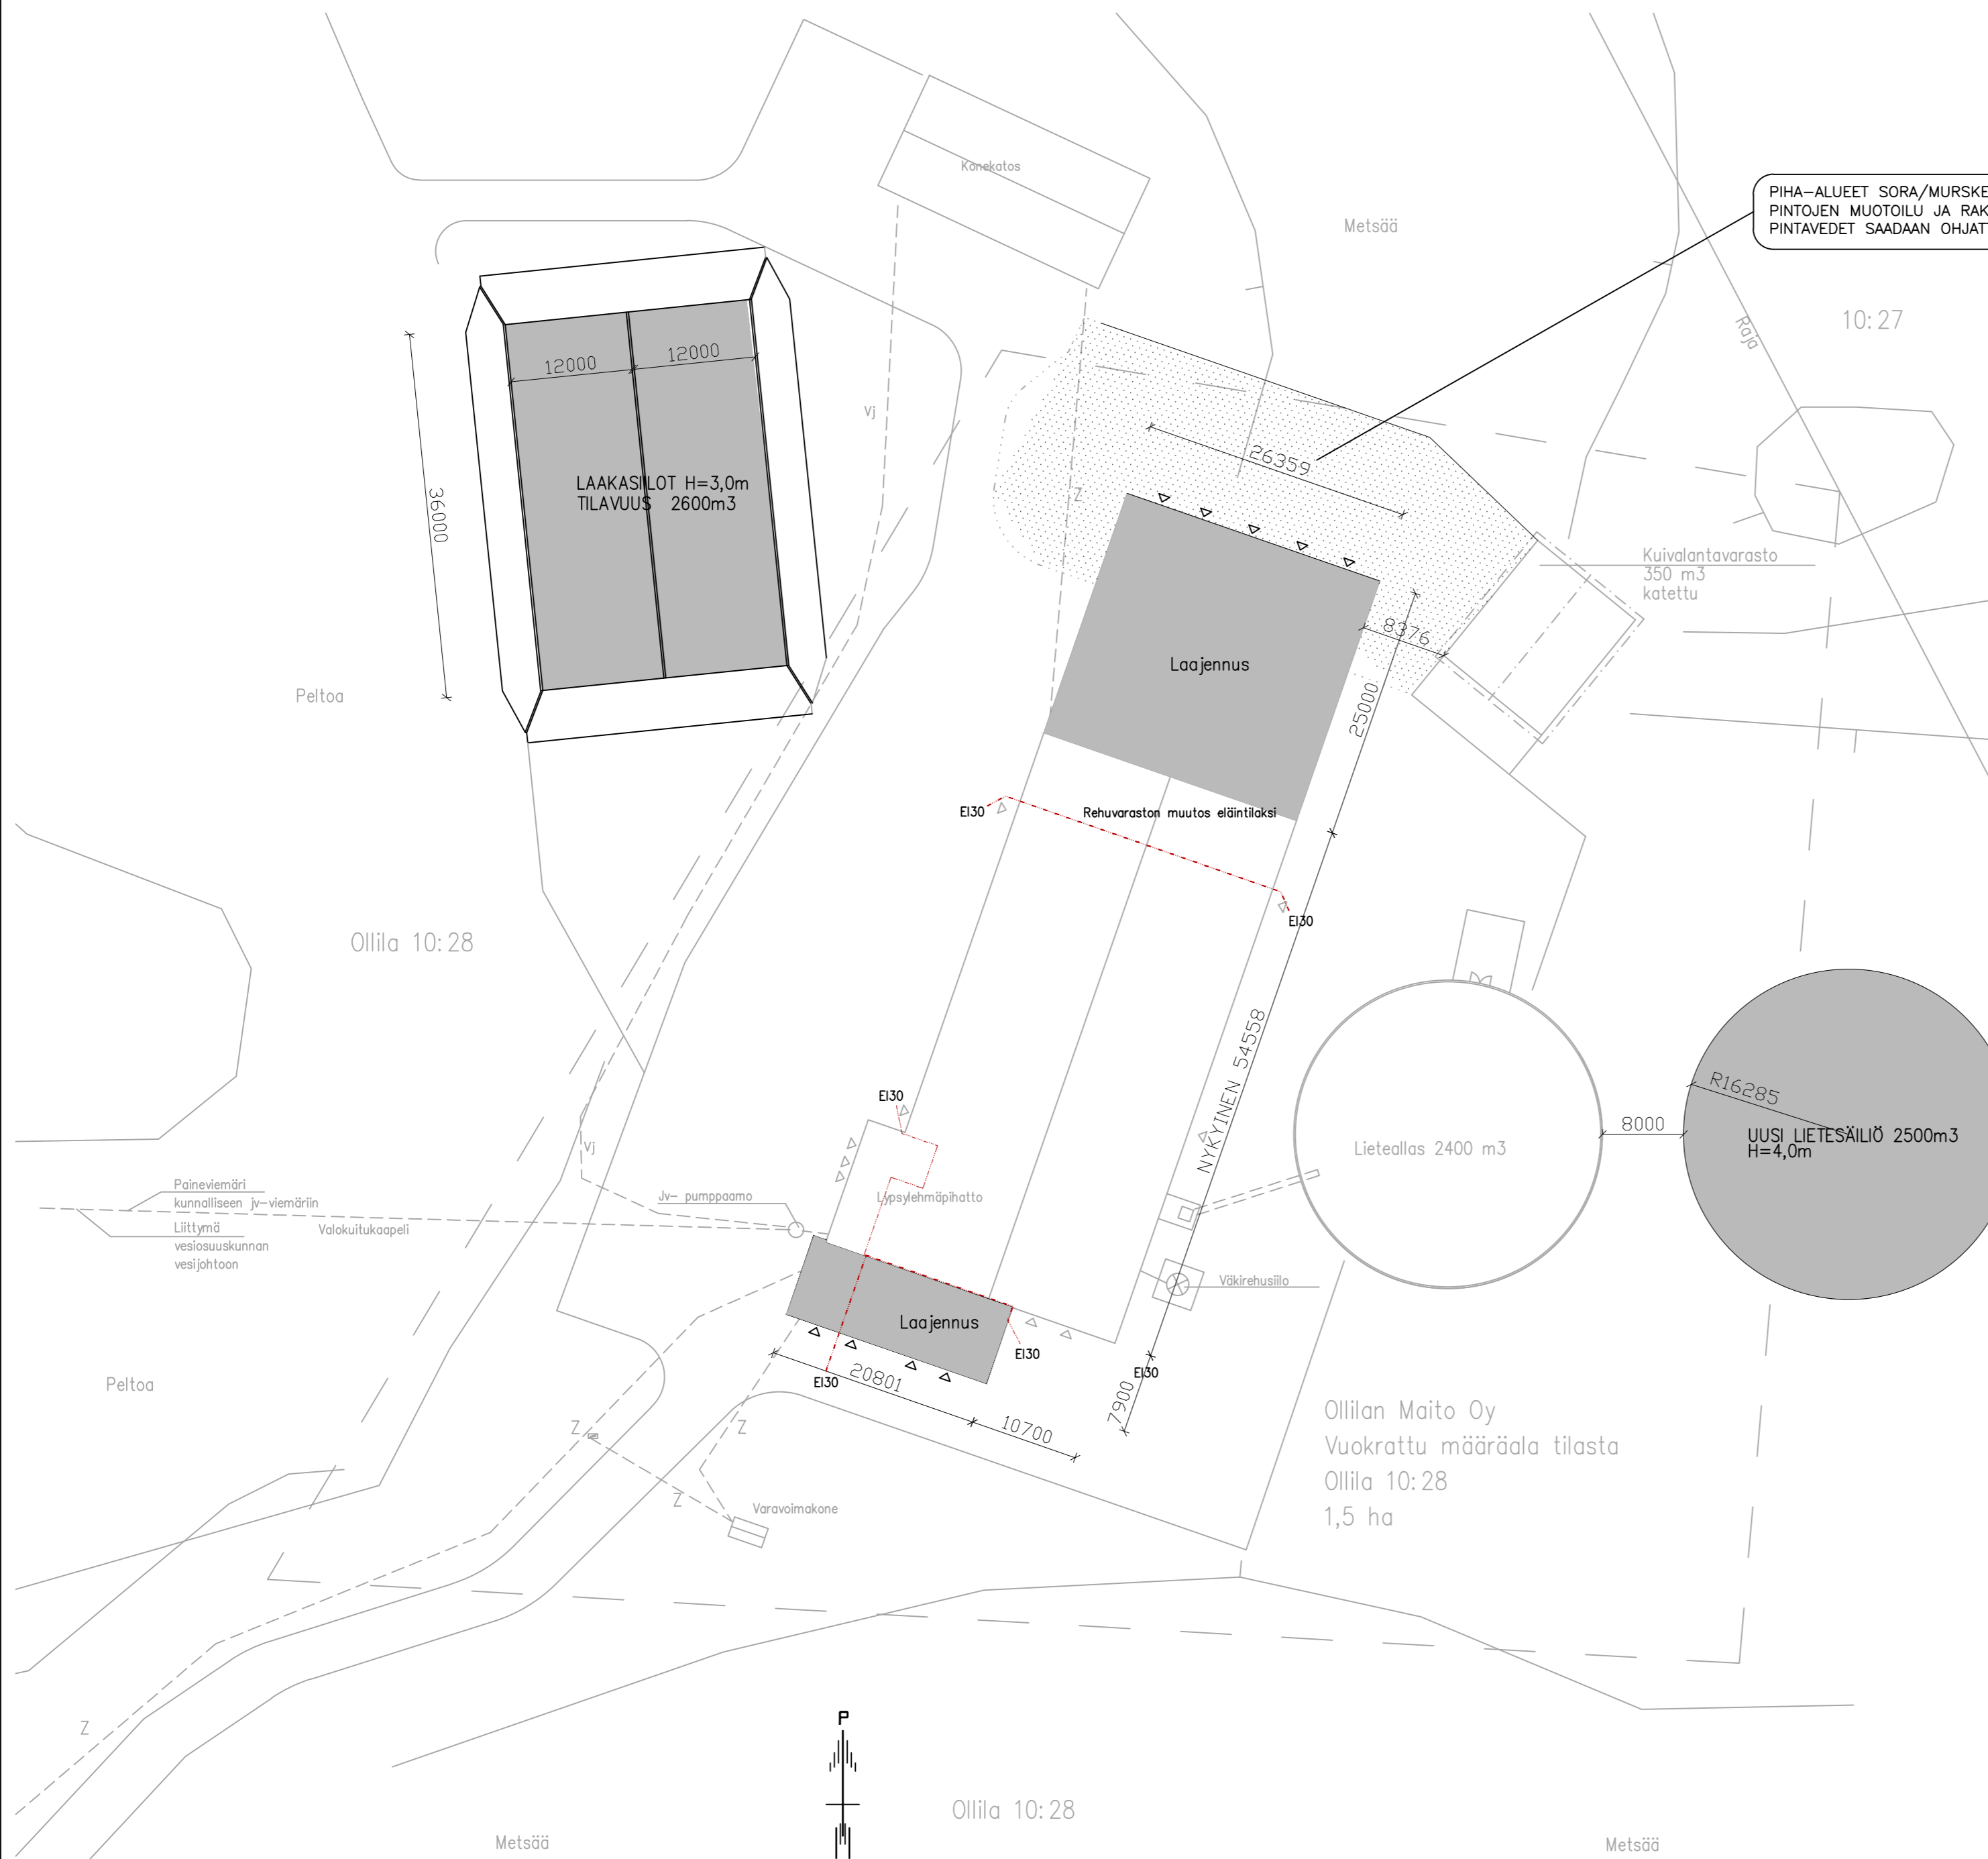 Konekatos
Metsää
PIHA-ALUEET SORA/MURSKE
PINTOJEN MUOTOILU JA RAK
PINTAVEDET SAADAAN OHJAT
10:27
Raja
12000
12000
Vj
26359
LAAKASIILOT H=3,0m
TILAVUUS 2600m3
36000
Z
Kuivalantavarasto
350 m3
katettu
8376
Laajennus
25000
Peltoa
EI30
Rehuvaraston muutos eläintilaksi
EI30
Ollila 10:28
NYKYINEN 54558
R16285
EI30
8000
UUSI LIETESÄILIÖ 2500m3
H=4,0m
Lieteallas 2400 m3
Vj
Paineviemäri
kunnalliseen jv-viemäriin
Liittymä
vesiosuuskunnan
vesijohtoon
Valokuitukaapeli
Jv- pumppaamo
Lypsylehmäpihatto
Väkirehusiilo
Laajennus
EI30
EI30
EI30
20801
10700
7900
Peltoa
Z
Z
Z
Varavoimakone
Ollilan Maito Oy
Vuokrattu määräala tilasta
Ollila 10:28
1,5 ha
Z
P
Ollila 10:28
Metsää
Metsää